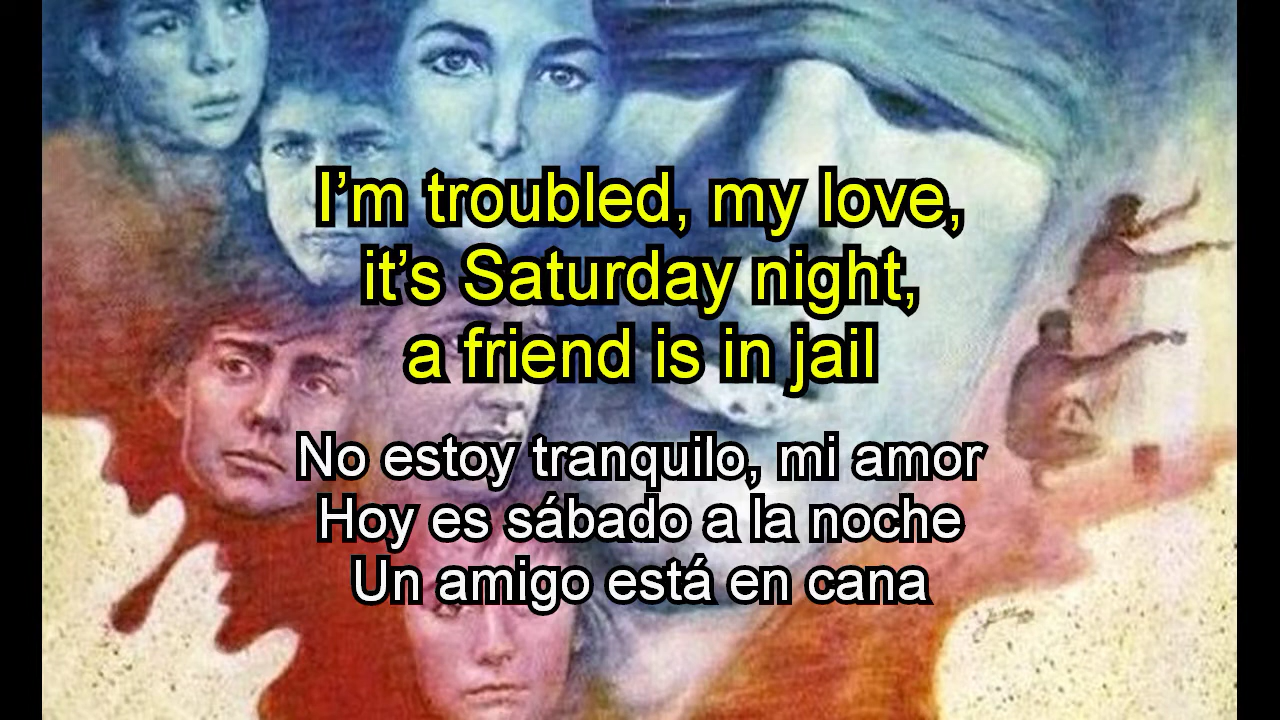 I’m troubled, my love,
it’s Saturday night,
a friend is in jail
No estoy tranquilo, mi amor
Hoy es sábado a la noche
Un amigo está en cana